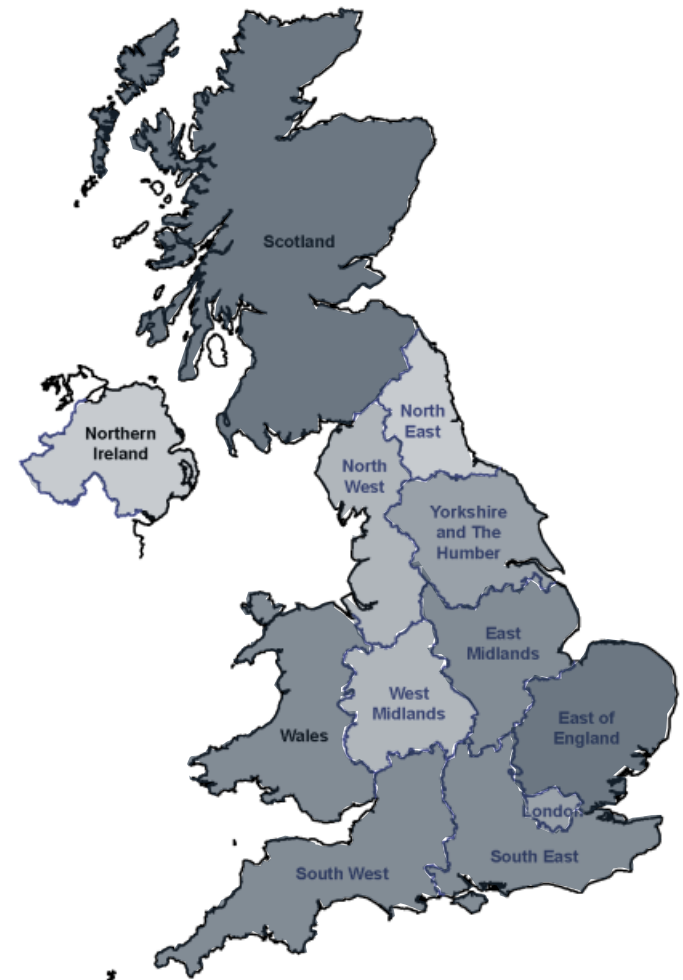 Scotland
North
East
Northern
Ireland
North
West
Yorkshire
and The
Humber
East
Midlands
West
Midlands
East of
England
Wales
London
South East
South West